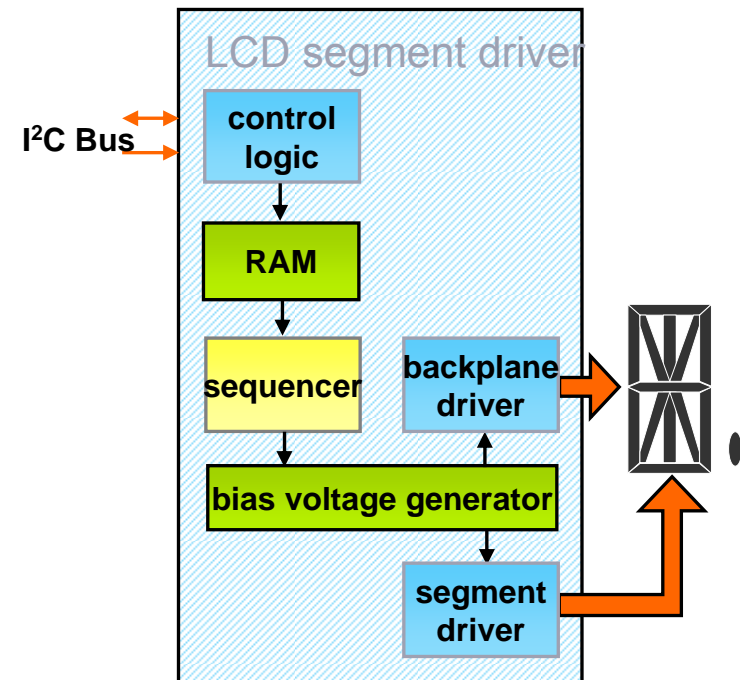 LCD segment driver
I²C Bus
control
logic
RAM
sequencer
backplane
driver
bias voltage generator
segment
driver